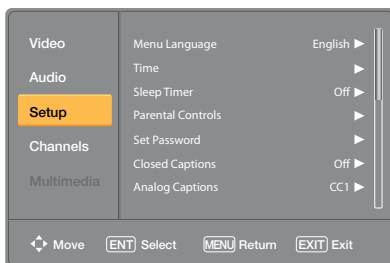 Video
Audio
Setup
Channels
Multimedia
Menu Language English ▶
Time ▶
Sleep Timer Off ▶
Parental Controls ▶
Set Password ▶
Closed Captions Off ▶
Analog Captions CC1 ▶
Move ENT Select MENU Return EXIT Exit